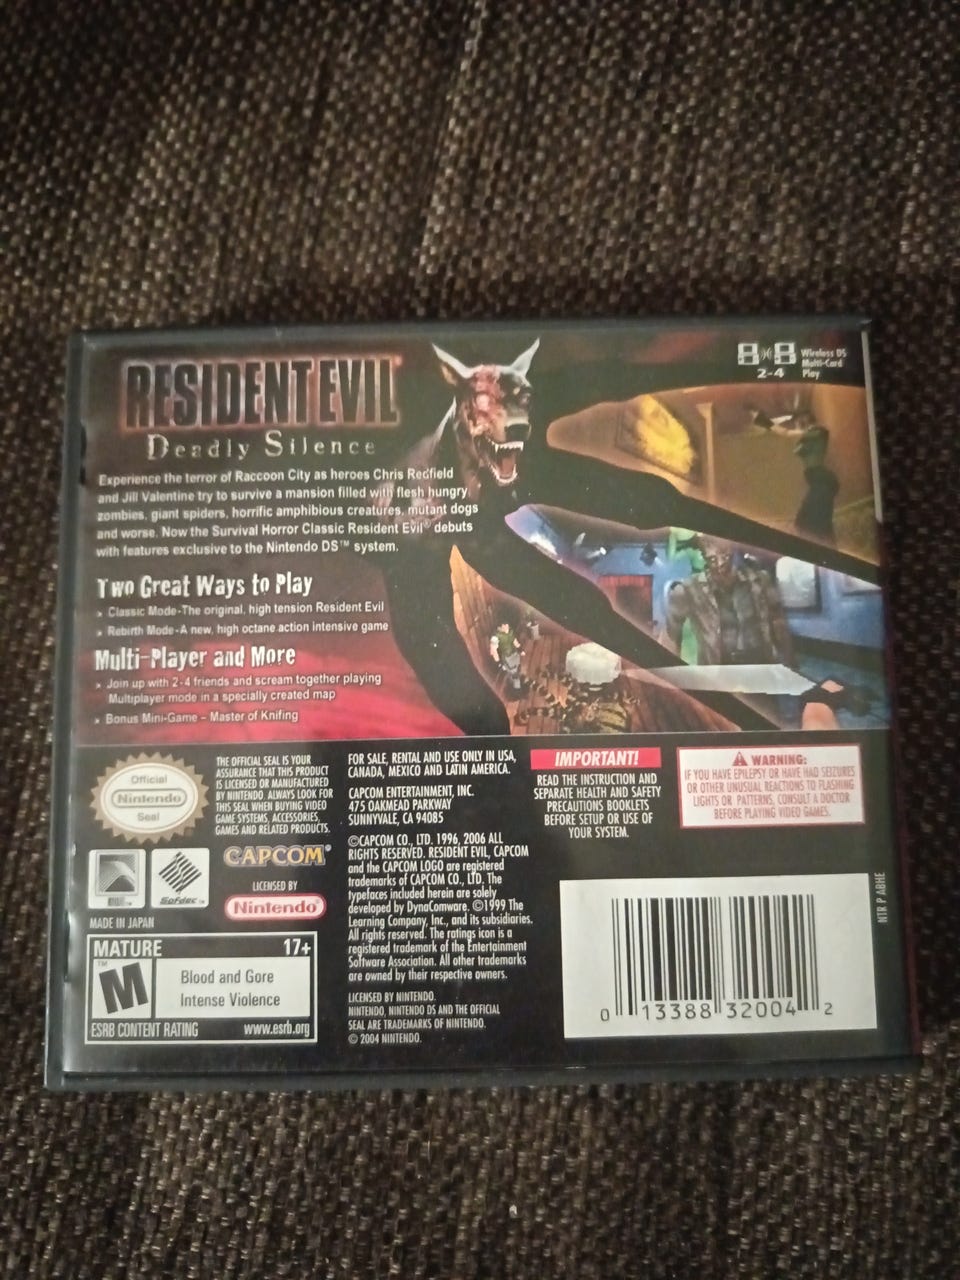 RESIDENT EVIL®
Deadly Silence
Wireless DS
Multi-Card
Play
2-4
Experience the terror of Raccoon City as heroes Chris Redfield
and Jill Valentine try to survive a mansion filled with flesh hungry
zombies, giant spiders, horrific amphibious creatures, mutant dogs
and worse. Now the Survival Horror Classic Resident Evil® debuts
with features exclusive to the Nintendo DS™ system.
Two Great Ways to Play
» Classic Mode-The original, high tension Resident Evil
» Rebirth Mode-A new, high octane action intensive game
Multi-Player and More
» Join up with 2-4 friends and scream together playing
Multiplayer mode in a specially created map
» Bonus Mini-Game – Master of Knifing
Official
Nintendo
Seal
THE OFFICIAL SEAL IS YOUR
ASSURANCE THAT THIS PRODUCT
IS LICENSED OR MANUFACTURED
BY NINTENDO. ALWAYS LOOK FOR
THIS SEAL WHEN BUYING VIDEO
GAME SYSTEMS, ACCESSORIES,
GAMES AND RELATED PRODUCTS.
SofDec™
CAPCOM®
LICENSED BY
Nintendo®
MADE IN JAPAN
MATURE 17+
M™
Blood and Gore
Intense Violence
ESRB CONTENT RATING www.esrb.org
FOR SALE, RENTAL AND USE ONLY IN USA,
CANADA, MEXICO AND LATIN AMERICA.
CAPCOM ENTERTAINMENT, INC.
475 OAKMEAD PARKWAY
SUNNYVALE, CA 94085
©CAPCOM CO., LTD. 1996, 2006 ALL
RIGHTS RESERVED. RESIDENT EVIL, CAPCOM
and the CAPCOM LOGO are registered
trademarks of CAPCOM CO., LTD. The
typefaces included herein are solely
developed by DynaComware. ©1999 The
Learning Company, Inc., and its subsidiaries.
All rights reserved. The ratings icon is a
registered trademark of the Entertainment
Software Association. All other trademarks
are owned by their respective owners.
LICENSED BY NINTENDO.
NINTENDO, NINTENDO DS AND THE OFFICIAL
SEAL ARE TRADEMARKS OF NINTENDO.
© 2004 NINTENDO.
IMPORTANT!
READ THE INSTRUCTION AND
SEPARATE HEALTH AND SAFETY
PRECAUTIONS BOOKLETS
BEFORE SETUP OR USE OF
YOUR SYSTEM.
WARNING:
IF YOU HAVE EPILEPSY OR HAVE HAD SEIZURES
OR OTHER UNUSUAL REACTIONS TO FLASHING
LIGHTS OR PATTERNS, CONSULT A DOCTOR
BEFORE PLAYING VIDEO GAMES.
NTR P ABHE
0 13388 32004 2